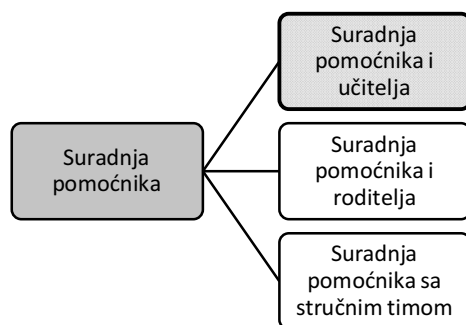 Suradnja
pomoćnika i
učitelja
Suradnja
pomoćnika
Suradnja
pomoćnika i
roditelja
Suradnja
pomoćnika sa
stručnim timom